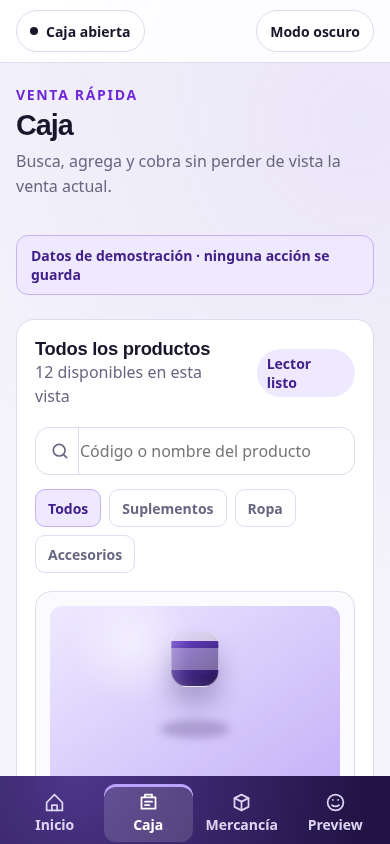 Caja abierta
Modo oscuro
VENTA RÁPIDA
Caja
Busca, agrega y cobra sin perder de vista la
venta actual.
Datos de demostración · ninguna acción se
guarda
Todos los productos
12 disponibles en esta
vista
Lector
listo
Código o nombre del producto
Todos
Suplementos
Ropa
Accesorios
Inicio
Caja
Mercancía
Preview